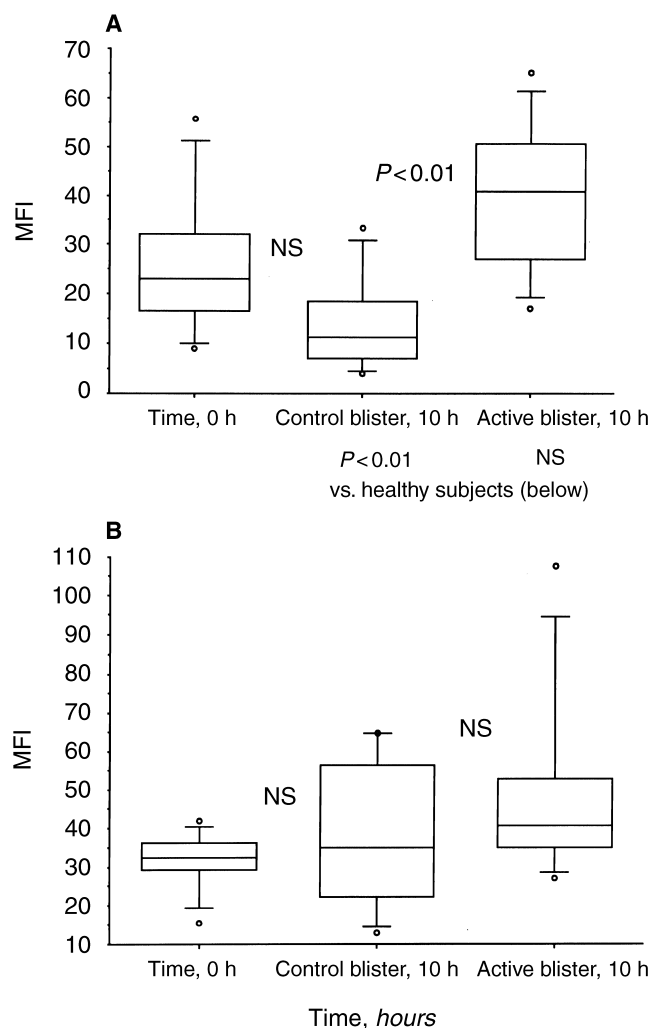 A
70
60
50
40
30
20
10
0
MFI
NS
P<0.01
Time, 0 h Control blister, 10 h Active blister, 10 h
P<0.01 NS
vs. healthy subjects (below)
B
110
100
90
80
70
60
50
40
30
20
10
MFI
NS
NS
Time, 0 h Control blister, 10 h Active blister, 10 h
Time, hours